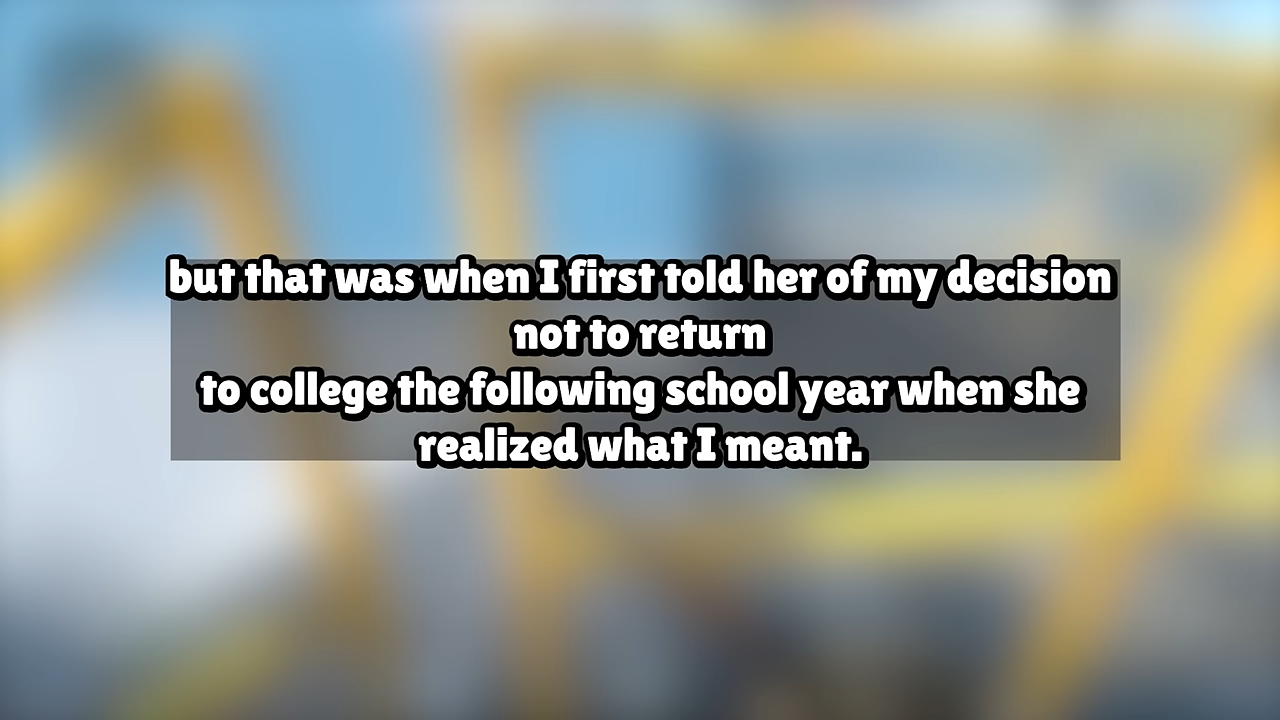 but that was when I first told her of my decision
not to return
to college the following school year when she
realized what I meant.